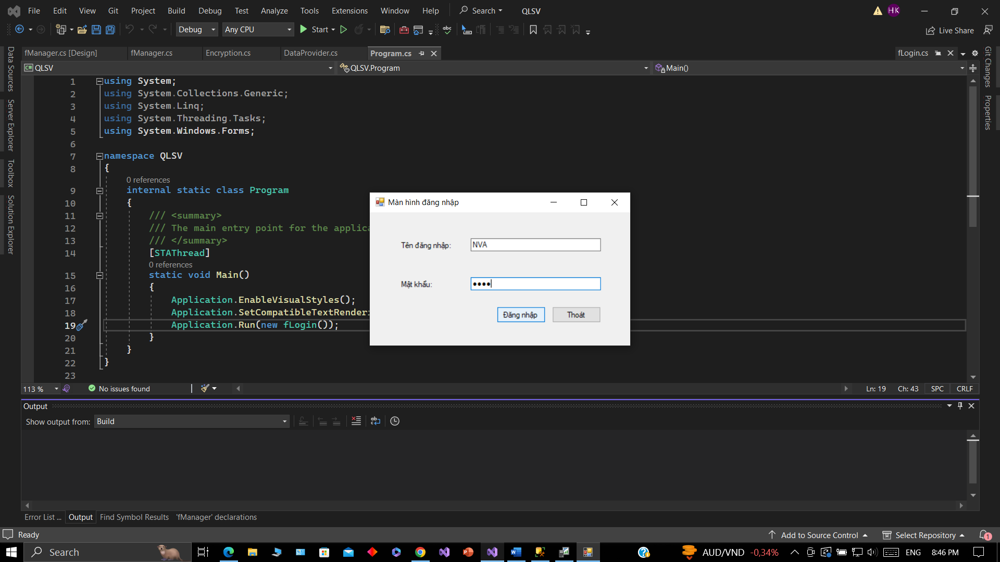 File Edit View Git Project Build Debug Test Analyze Tools Extensions Window Help Search QLSV HK
Debug Any CPU Start Live Share
fManager.cs [Design] fManager.cs Encryption.cs DataProvider.cs Program.cs fLogin.cs
QLSV QLSV.Program Main()
Data Sources
Server Explorer
Toolbox
Solution Explorer
Git Changes
Properties
1 using System;
2 using System.Collections.Generic;
3 using System.Linq;
4 using System.Threading.Tasks;
5 using System.Windows.Forms;
6
7 namespace QLSV
8 {
0 references
9 internal static class Program
10 {
11 /// <summary>
12 /// The main entry point for the applica
13 /// </summary>
14 [STAThread]
0 references
15 static void Main()
16 {
17 Application.EnableVisualStyles();
18 Application.SetCompatibleTextRenderi
19 Application.Run(new fLogin());
20 }
21 }
22 }
23
Màn hình đăng nhập
Tên đăng nhập: NVA
Mật khẩu: ●●●●
Đăng nhập Thoát
113 % No issues found Ln: 19 Ch: 43 SPC CRLF
Output
Show output from: Build
Error List ... Output Find Symbol Results 'fManager' declarations
Ready Add to Source Control Select Repository 1
Search AUD/VND -0,34% ENG 8:46 PM